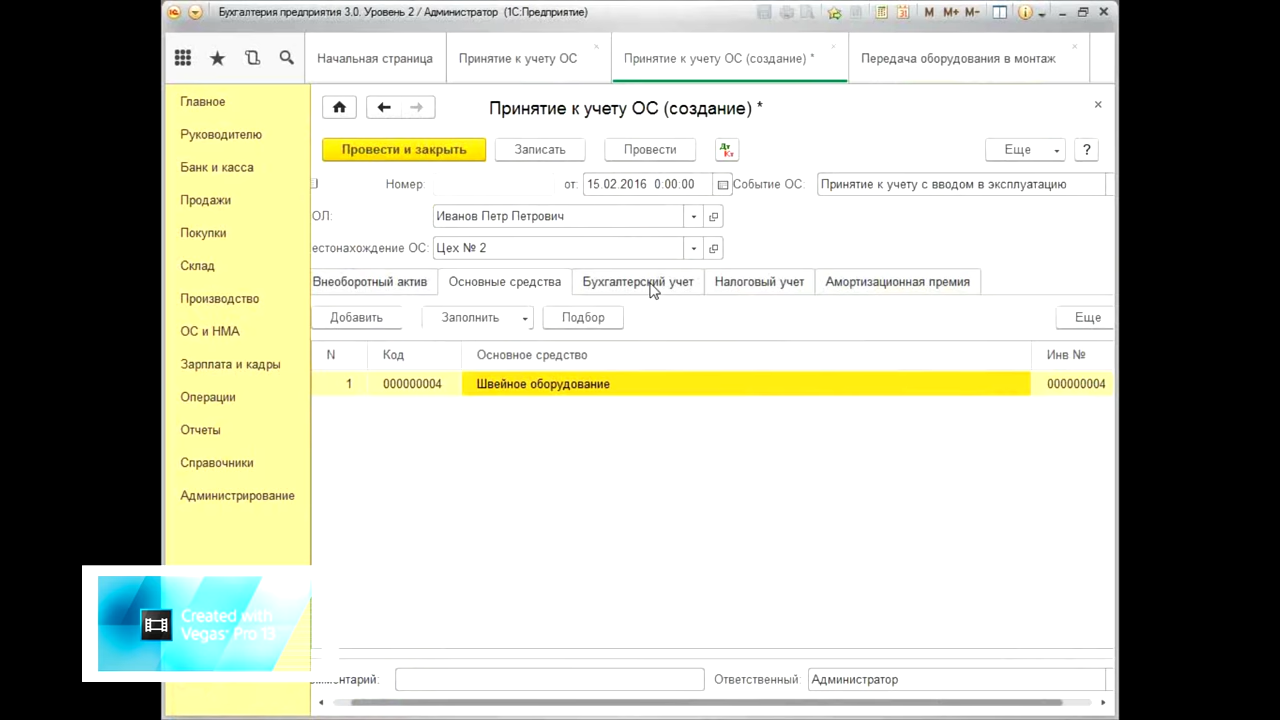 Бухгалтерия предприятия 3.0. Уровень 2 / Администратор (1С:Предприятие)
M M+ M-
Начальная страница
Принятие к учету ОС
Принятие к учету ОС (создание) *
Передача оборудования в монтаж
Главное
Руководителю
Банк и касса
Продажи
Покупки
Склад
Производство
ОС и НМА
Зарплата и кадры
Операции
Отчеты
Справочники
Администрирование
Принятие к учету ОС (создание) *
Провести и закрыть Записать Провести Дт Кт Еще ?
Номер: от: 15.02.2016 0:00:00 Событие ОС: Принятие к учету с вводом в эксплуатацию
ОЛ: Иванов Петр Петрович
естонахождение ОС: Цех № 2
Внеоборотный актив Основные средства Бухгалтерский учет Налоговый учет Амортизационная премия
Добавить Заполнить Подбор Еще
N Код Основное средство Инв №
1 000000004 Швейное оборудование 000000004
ментарий: Ответственный: Администратор
Created with
Vegas Pro 13